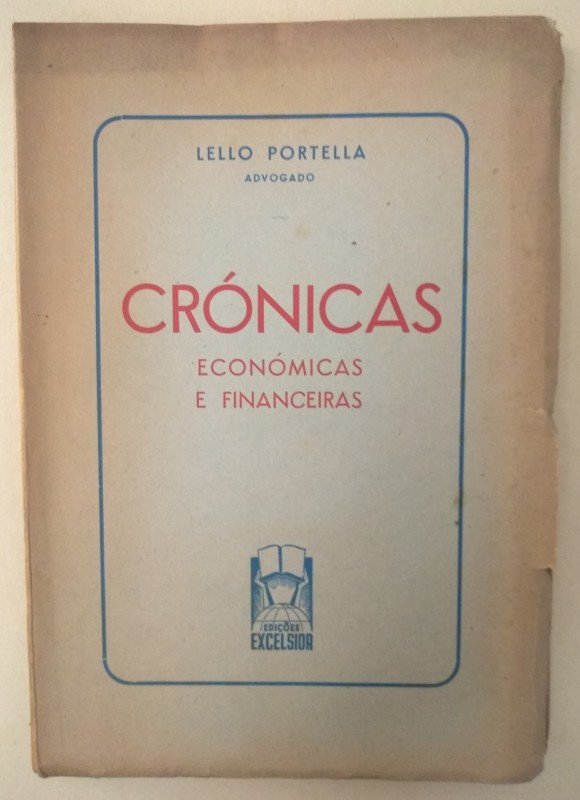 LELLO PORTELLA
ADVOGADO
CRÓNICAS
ECONÓMICAS
E FINANCEIRAS
EDIÇÕES
EXCELSIOR